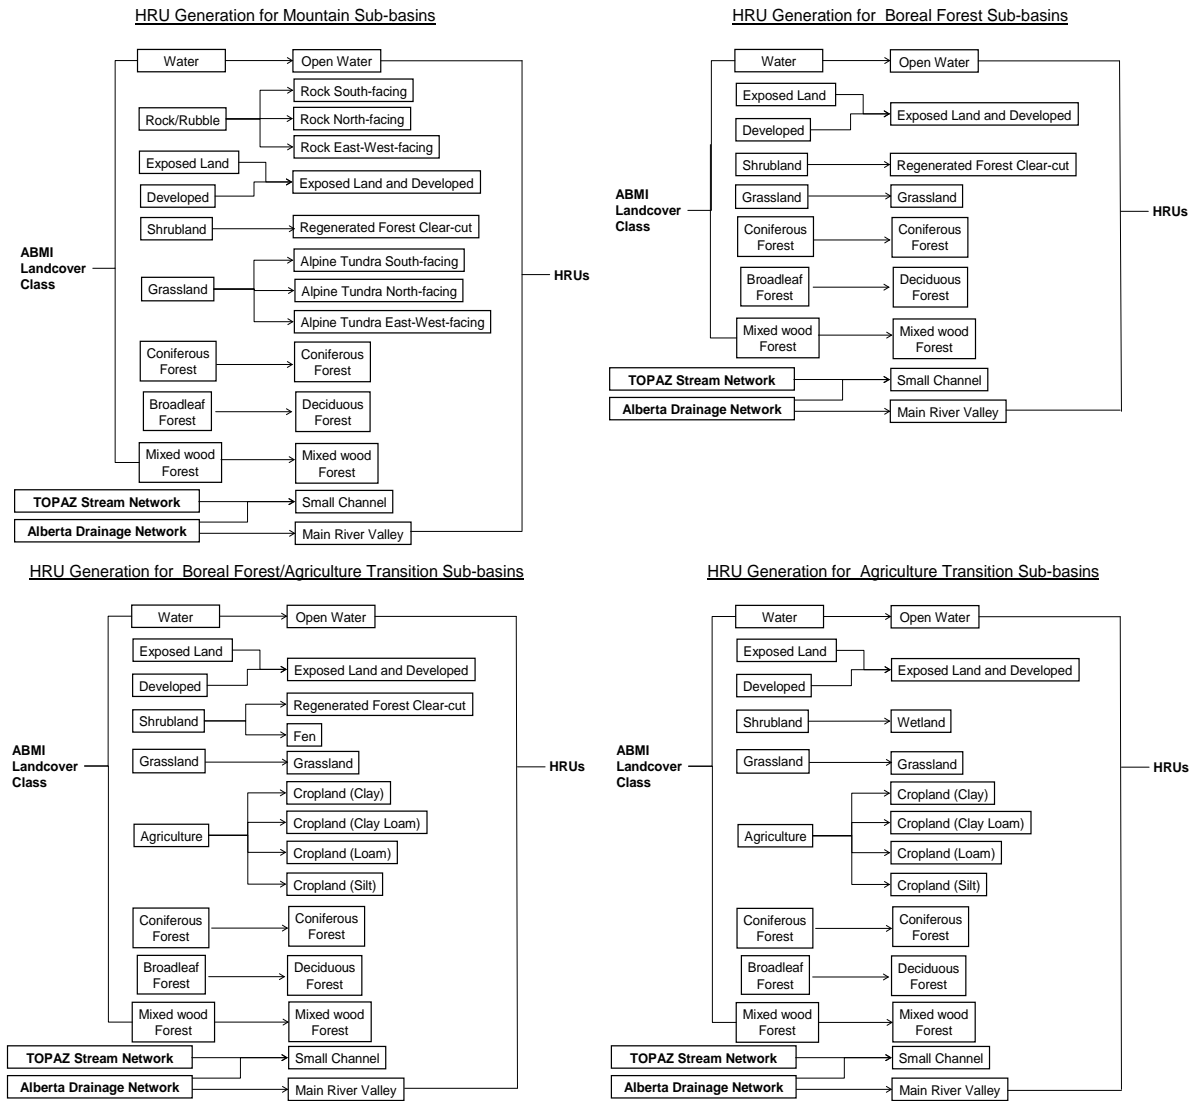 HRU Generation for Mountain Sub-basins
Water
Open Water
Rock/Rubble
Rock South-facing
Rock North-facing
Rock East-West-facing
Exposed Land
Developed
Exposed Land and Developed
Shrubland
Regenerated Forest Clear-cut
ABMI
Landcover
Class
Grassland
Alpine Tundra South-facing
Alpine Tundra North-facing
Alpine Tundra East-West-facing
HRUs
Coniferous
Forest
Coniferous
Forest
Broadleaf
Forest
Deciduous
Forest
Mixed wood
Forest
Mixed wood
Forest
TOPAZ Stream Network
Small Channel
Alberta Drainage Network
Main River Valley
HRU Generation for Boreal Forest Sub-basins
Water
Open Water
Exposed Land
Developed
Exposed Land and Developed
Shrubland
Regenerated Forest Clear-cut
ABMI
Landcover
Class
Grassland
Grassland
HRUs
Coniferous
Forest
Coniferous
Forest
Broadleaf
Forest
Deciduous
Forest
Mixed wood
Forest
Mixed wood
Forest
TOPAZ Stream Network
Small Channel
Alberta Drainage Network
Main River Valley
HRU Generation for Boreal Forest/Agriculture Transition Sub-basins
Water
Open Water
Exposed Land
Developed
Exposed Land and Developed
Shrubland
Regenerated Forest Clear-cut
Fen
ABMI
Landcover
Class
Grassland
Grassland
HRUs
Agriculture
Cropland (Clay)
Cropland (Clay Loam)
Cropland (Loam)
Cropland (Silt)
Coniferous
Forest
Coniferous
Forest
Broadleaf
Forest
Deciduous
Forest
Mixed wood
Forest
Mixed wood
Forest
TOPAZ Stream Network
Small Channel
Alberta Drainage Network
Main River Valley
HRU Generation for Agriculture Transition Sub-basins
Water
Open Water
Exposed Land
Developed
Exposed Land and Developed
Shrubland
Wetland
ABMI
Landcover
Class
Grassland
Grassland
HRUs
Agriculture
Cropland (Clay)
Cropland (Clay Loam)
Cropland (Loam)
Cropland (Silt)
Coniferous
Forest
Coniferous
Forest
Broadleaf
Forest
Deciduous
Forest
Mixed wood
Forest
Mixed wood
Forest
TOPAZ Stream Network
Small Channel
Alberta Drainage Network
Main River Valley